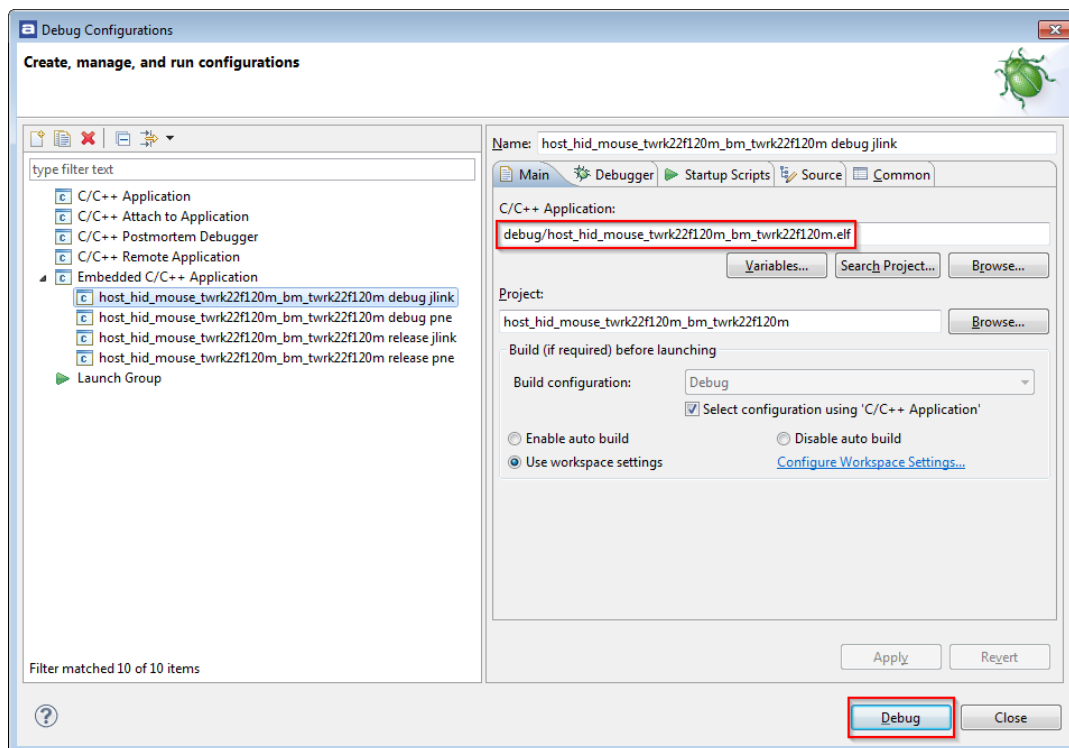 Debug Configurations
Create, manage, and run configurations
type filter text
C/C++ Application
C/C++ Attach to Application
C/C++ Postmortem Debugger
C/C++ Remote Application
Embedded C/C++ Application
host_hid_mouse_twrk22f120m_bm_twrk22f120m debug jlink
host_hid_mouse_twrk22f120m_bm_twrk22f120m debug pne
host_hid_mouse_twrk22f120m_bm_twrk22f120m release jlink
host_hid_mouse_twrk22f120m_bm_twrk22f120m release pne
Launch Group
Filter matched 10 of 10 items
Name: host_hid_mouse_twrk22f120m_bm_twrk22f120m debug jlink
Main Debugger Startup Scripts Source Common
C/C++ Application:
debug/host_hid_mouse_twrk22f120m_bm_twrk22f120m.elf
Variables... Search Project... Browse...
Project:
host_hid_mouse_twrk22f120m_bm_twrk22f120m Browse...
Build (if required) before launching
Build configuration: Debug
Select configuration using 'C/C++ Application'
Enable auto build Disable auto build
Use workspace settings Configure Workspace Settings...
Apply Revert
Debug Close